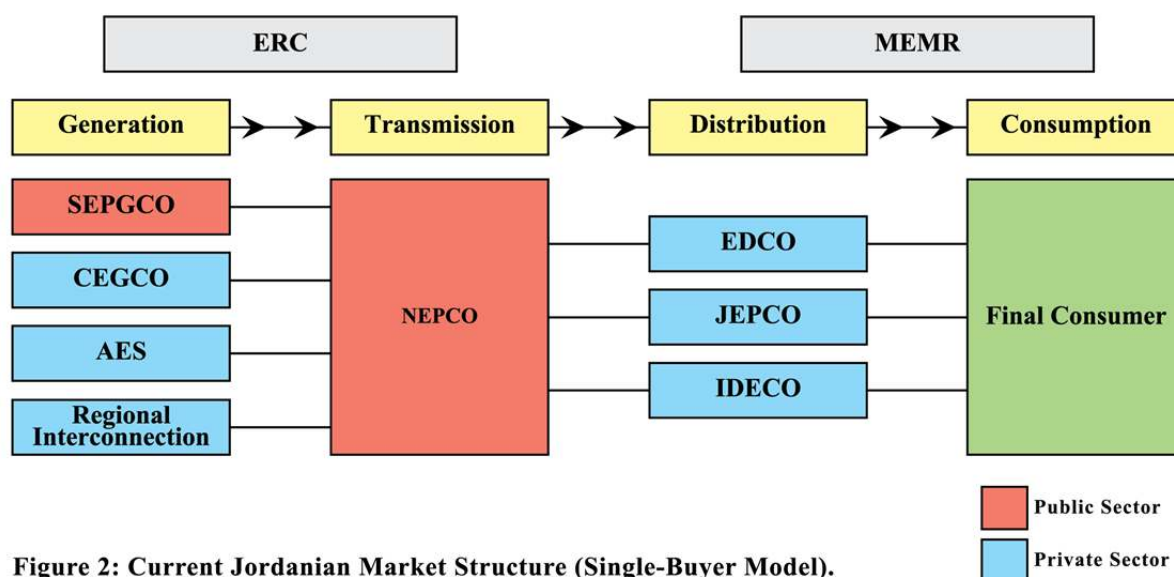 ERC
MEMR
Generation
Transmission
Distribution
Consumption
SEPGCO
CEGCO
AES
Regional
Interconnection
NEPCO
EDCO
JEPCO
IDECO
Final Consumer
Public Sector
Private Sector
Figure 2: Current Jordanian Market Structure (Single-Buyer Model).